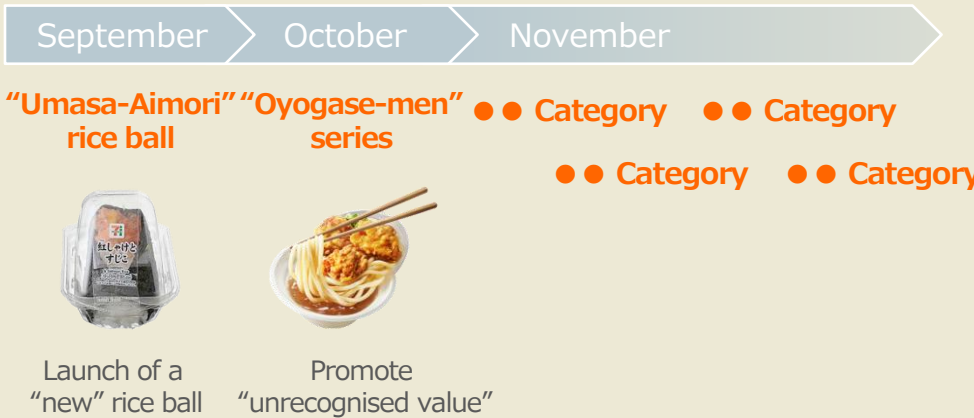 September
October
November
“Umasa-Aimori”
rice ball
“Oyogase-men”
series
●● Category
●● Category
●● Category
●● Category
紅しゃけと
すじこ
Launch of a
“new” rice ball
Promote
“unrecognised value”